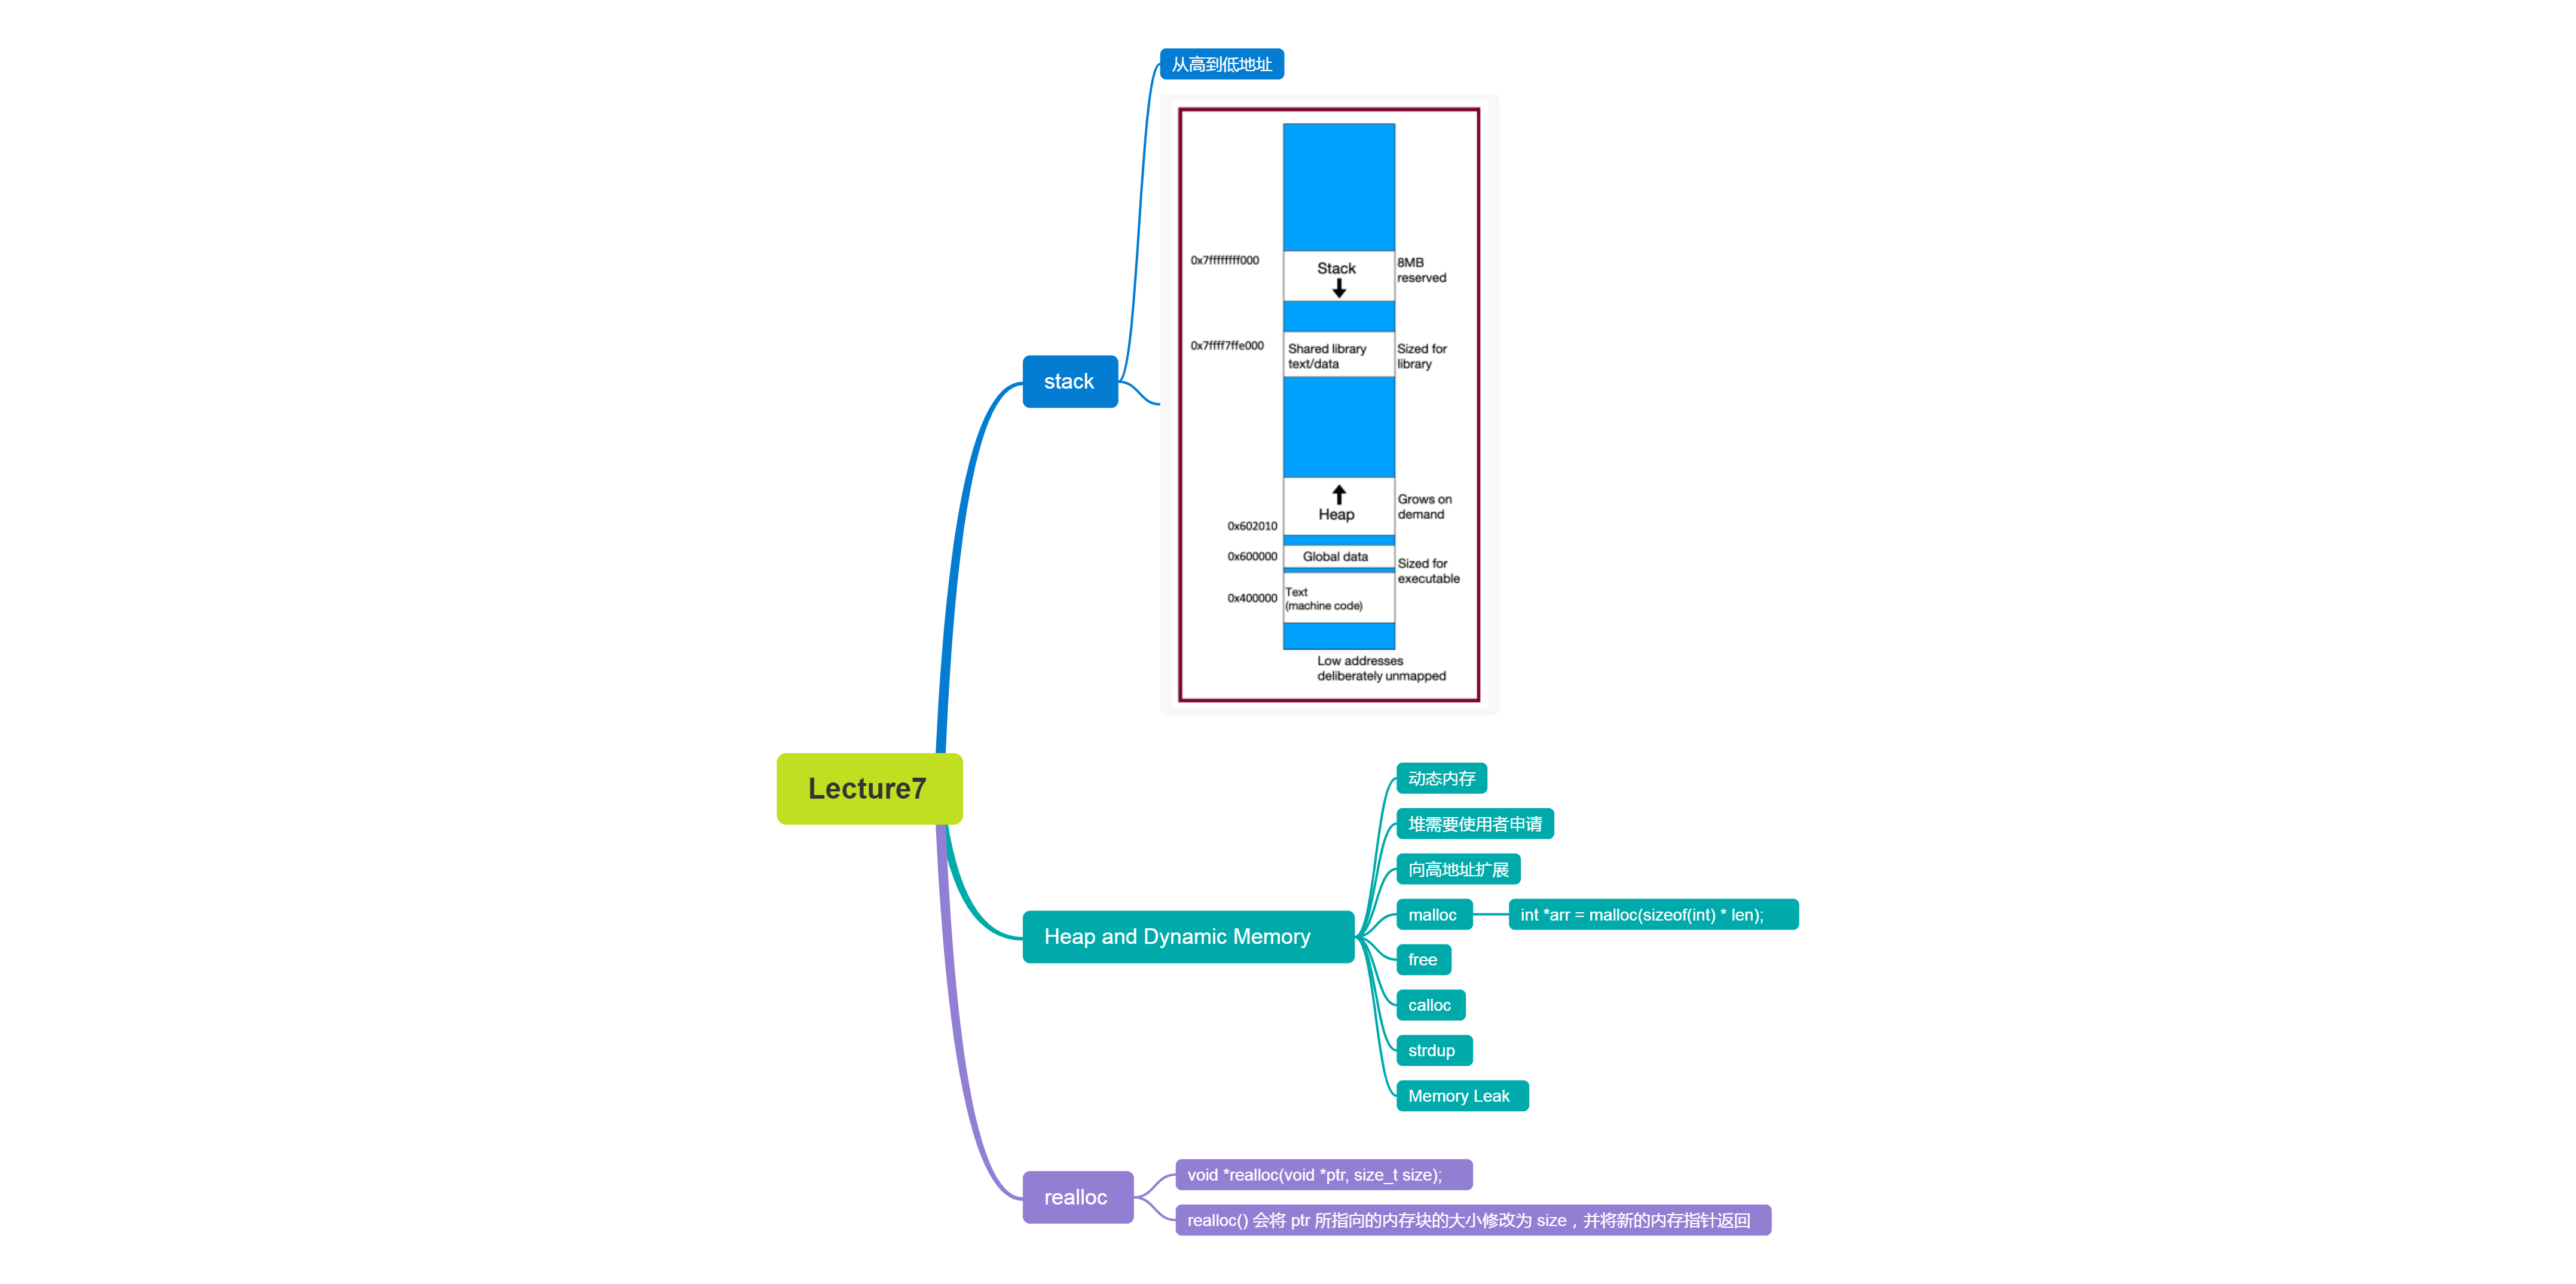 Lecture7
stack
从高到低地址
0x7ffffffff000
Stack
8MB
reserved
0x7ffff7ffe000
Shared library
text/data
Sized for
library
Heap
Grows on
demand
0x602010
0x600000
Global data
Sized for
executable
0x400000
Text
(machine code)
Low addresses
deliberately unmapped
Heap and Dynamic Memory
动态内存
堆需要使用者申请
向高地址扩展
malloc
int *arr = malloc(sizeof(int) * len);
free
calloc
strdup
Memory Leak
realloc
void *realloc(void *ptr, size_t size);
realloc() 会将 ptr 所指向的内存块的大小修改为 size，并将新的内存指针返回